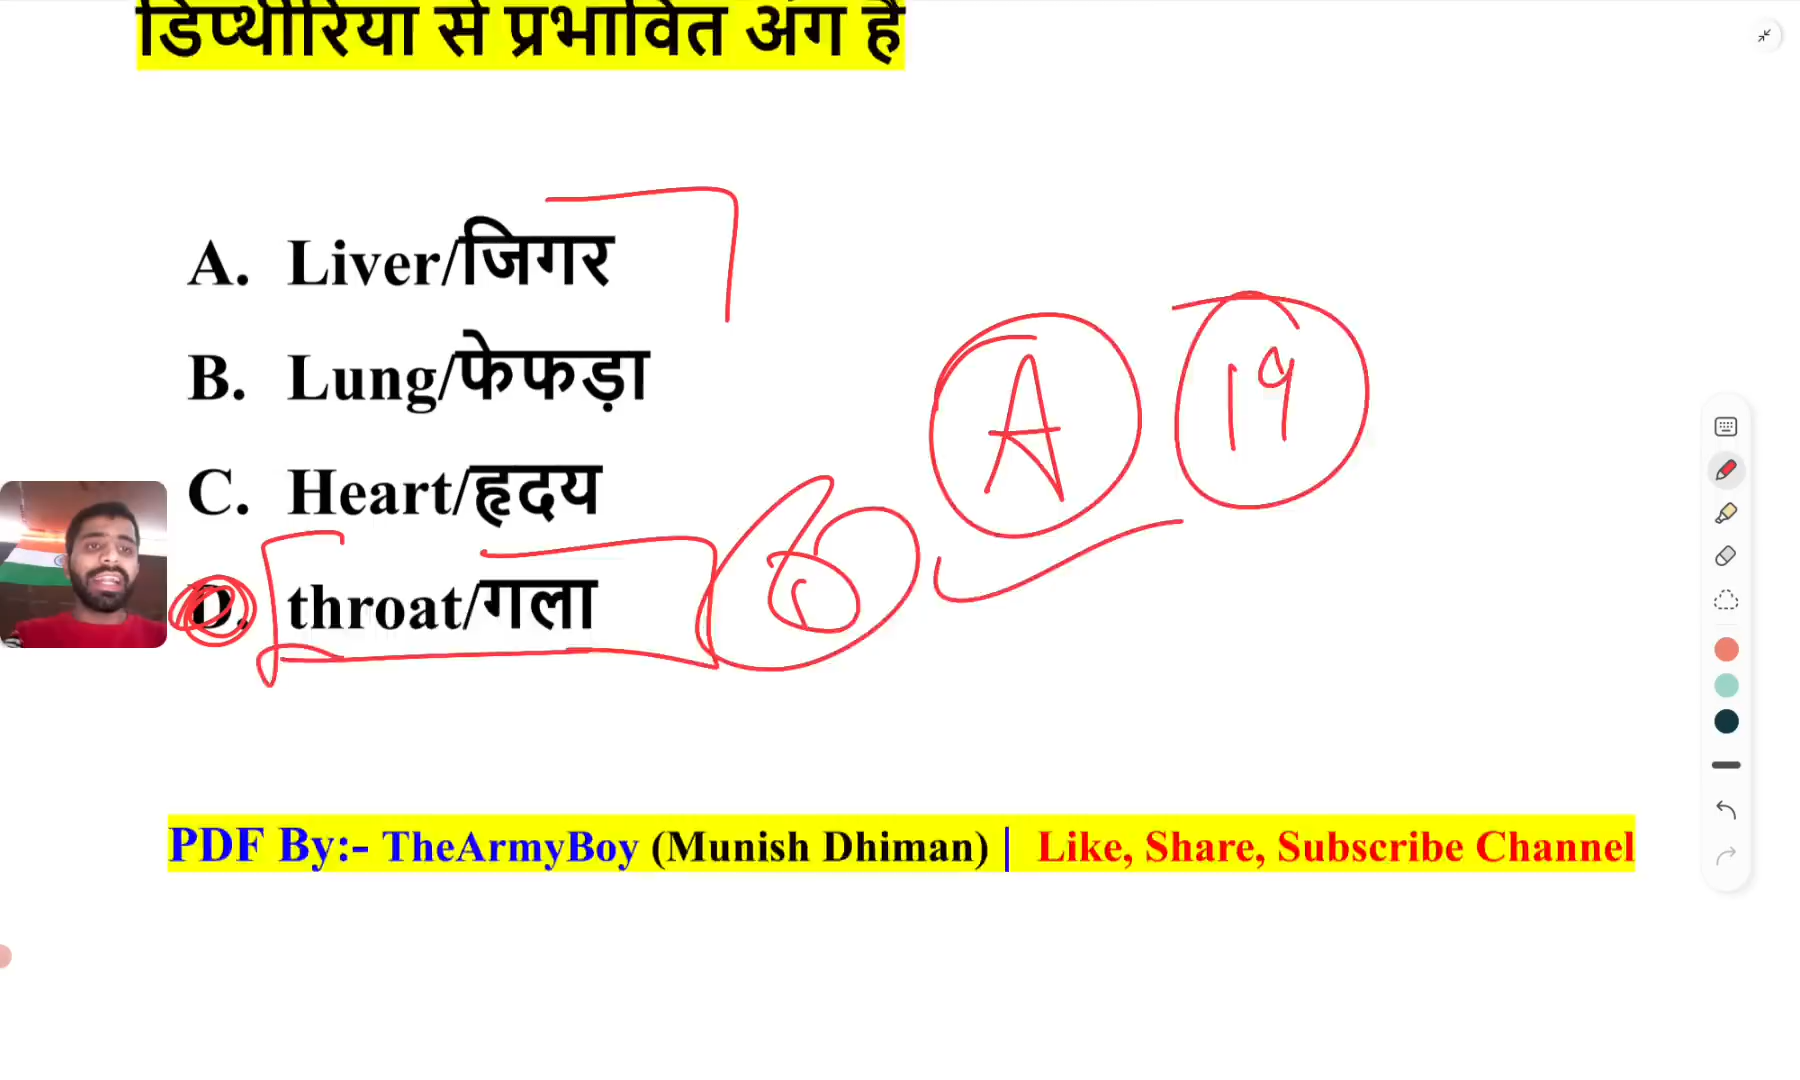 डिप्थीरिया से प्रभावित अंग है
A. Liver/जिगर
B. Lung/फेफड़ा
C. Heart/हृदय
D. throat/गला
A
19
PDF By:- TheArmyBoy (Munish Dhiman) | Like, Share, Subscribe Channel